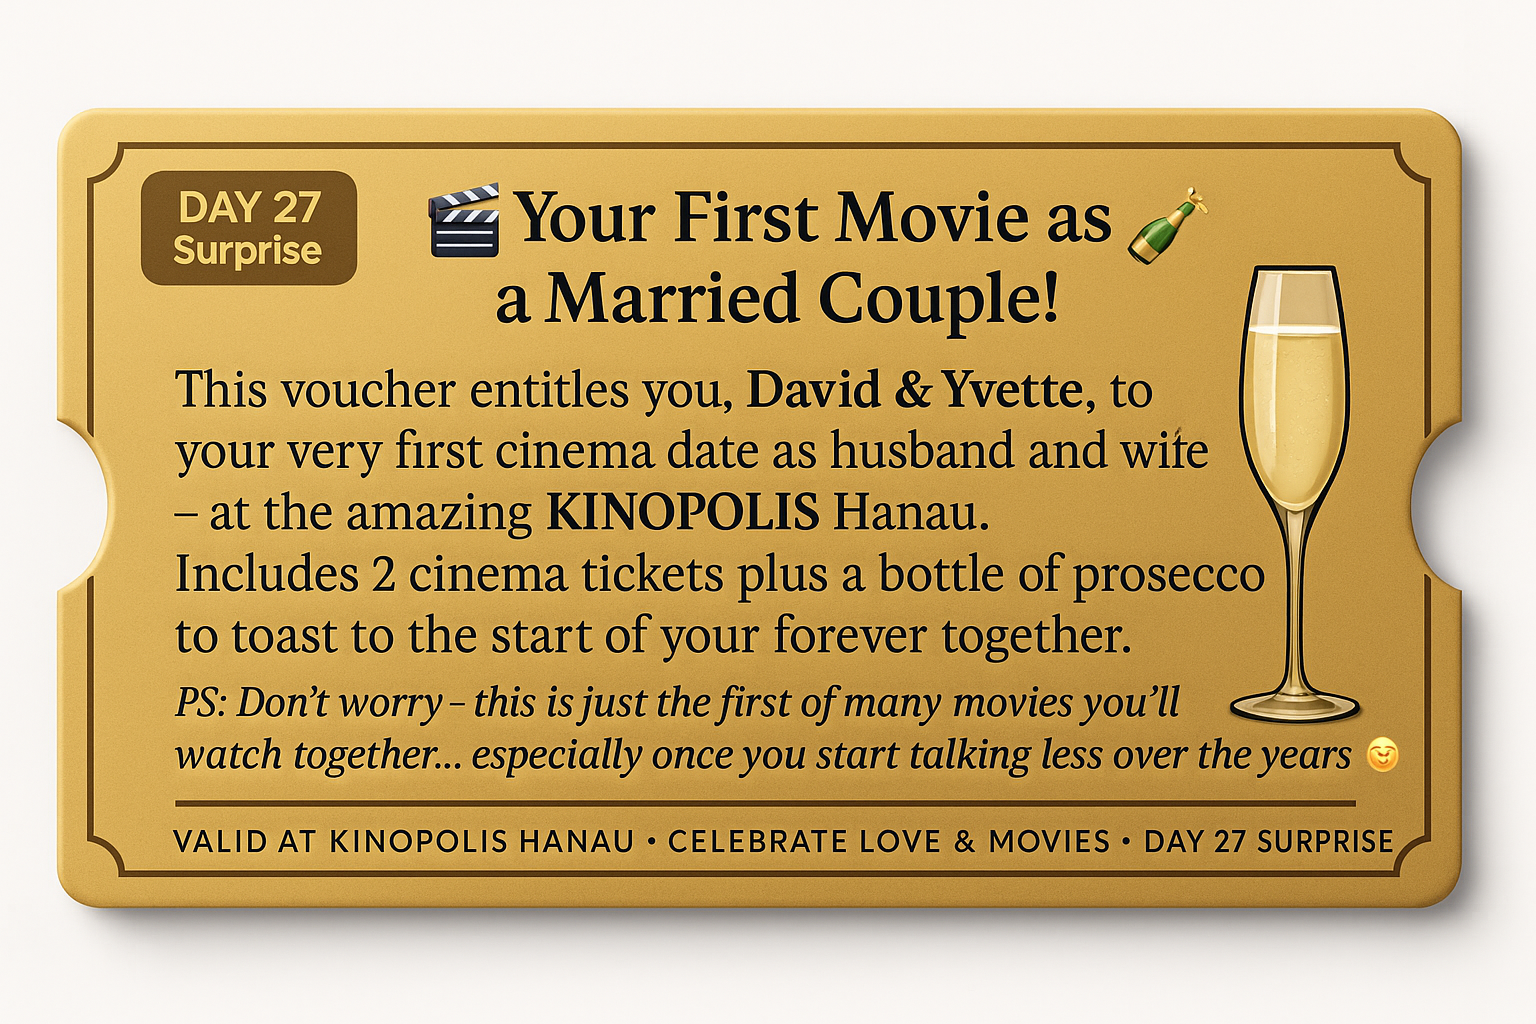 DAY 27
Surprise
🎬 Your First Movie as 🍾
a Married Couple!
This voucher entitles you, David & Yvette, to
your very first cinema date as husband and wife
– at the amazing KINOPOLIS Hanau.
Includes 2 cinema tickets plus a bottle of prosecco
to toast to the start of your forever together.
PS: Don’t worry – this is just the first of many movies you’ll
watch together... especially once you start talking less over the years 😊
VALID AT KINOPOLIS HANAU • CELEBRATE LOVE & MOVIES • DAY 27 SURPRISE